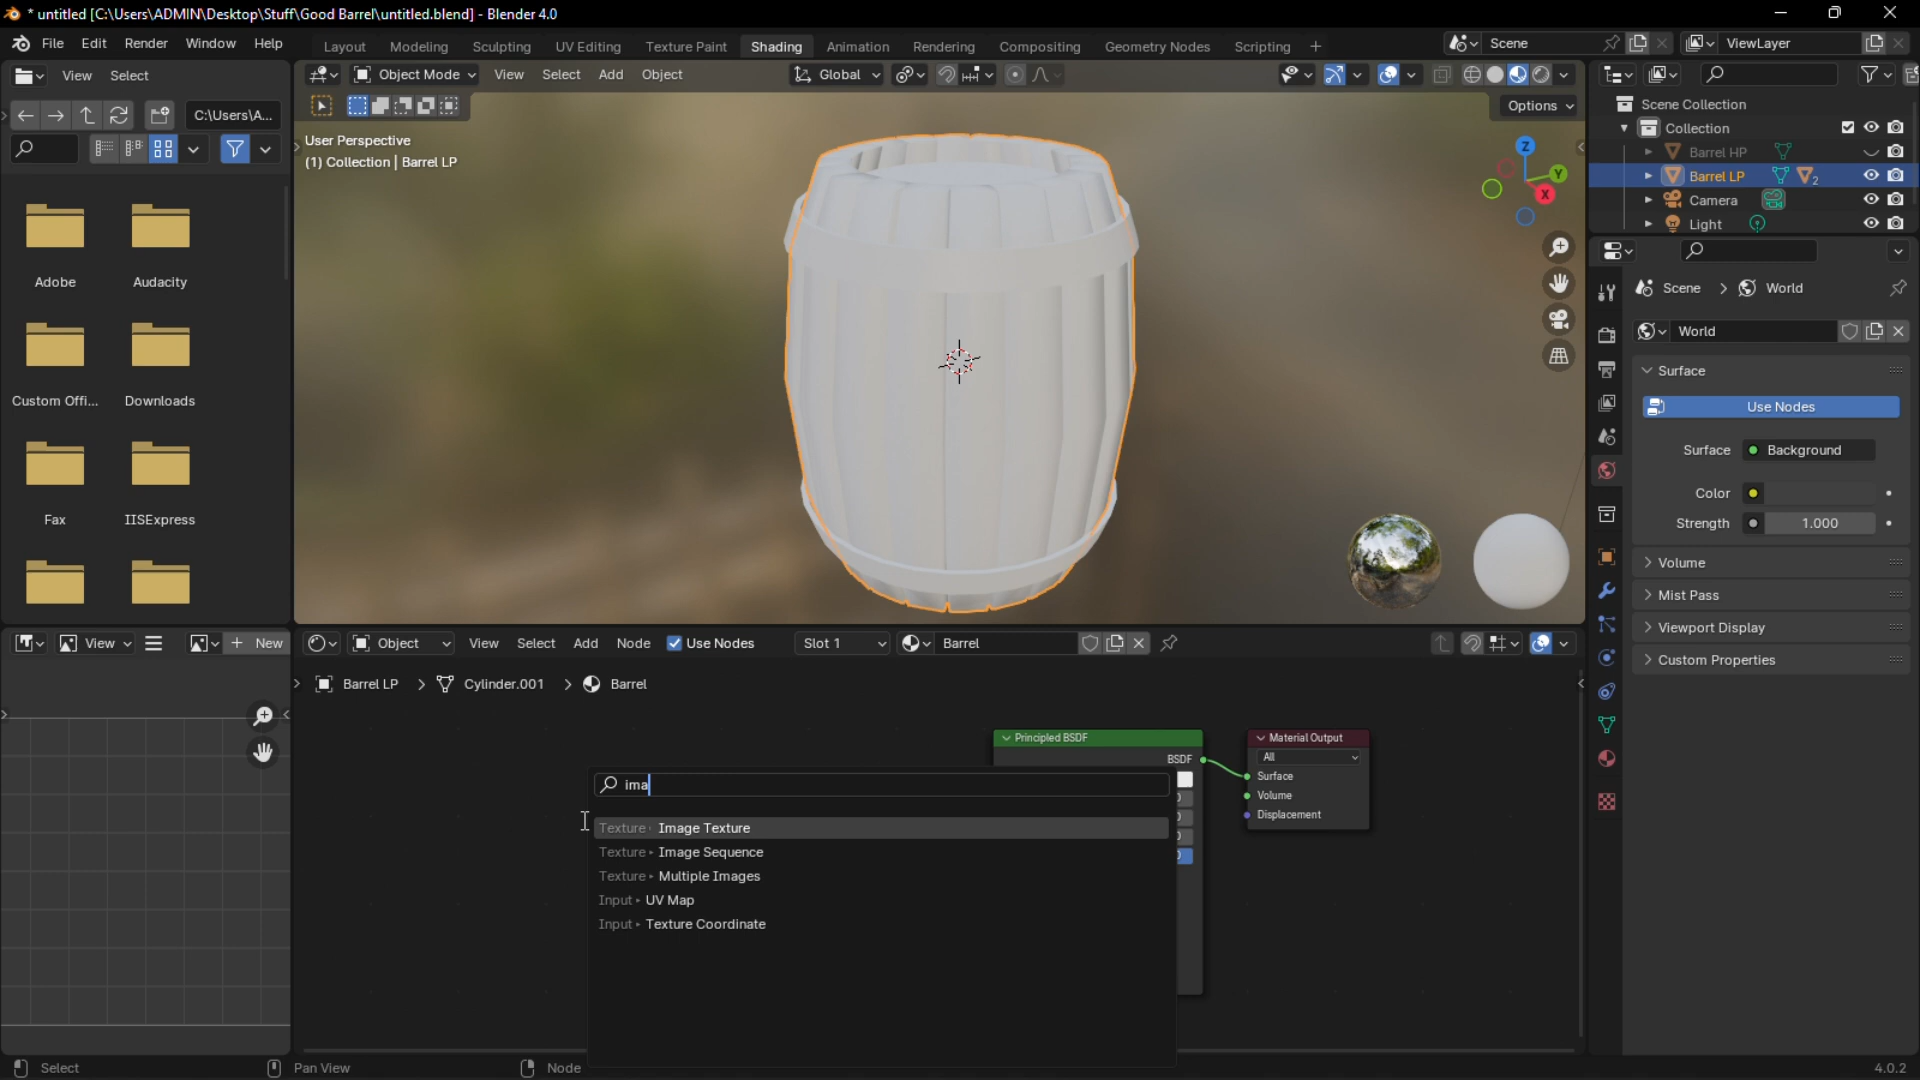 * untitled [C:\Users\ADMIN\Desktop\Stuff\Good Barrel\untitled.blend] - Blender 4.0
File Edit Render Window Help Layout Modeling Sculpting UV Editing Texture Paint Shading Animation Rendering Compositing Geometry Nodes Scripting + Scene ViewLayer
View Select
Object Mode View Select Add Object Global
C:\Users\A...
Options
User Perspective
(1) Collection | Barrel LP
Z
Y
X
Adobe Audacity
Custom Offi... Downloads
Fax IISExpress
Scene Collection
Collection
Barrel HP
Barrel LP 2
Camera
Light
Scene > World
World
Surface
Use Nodes
Surface Background
Color
Strength 1.000
Volume
Mist Pass
Viewport Display
Custom Properties
View + New
Object View Select Add Node Use Nodes Slot 1 Barrel
Barrel LP > Cylinder.001 > Barrel
Principled BSDF
BSDF
Material Output
All
Surface
Volume
Displacement
ima
Texture Image Texture
Texture Image Sequence
Texture Multiple Images
Input UV Map
Input Texture Coordinate
Select Pan View Node 4.0.2